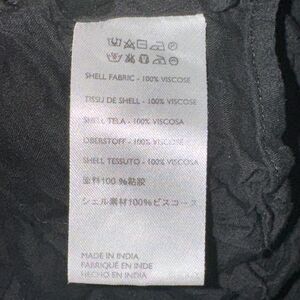 SHELL FABRIC - 100% VISCOSE
TISSU DE SHELL - 100% VISCOSE
SHELL TELA - 100% VISCOSA
OBERSTOFF - 100% VISCOSE
SHELL TESSUTO - 100% VISCOSA
面料100 %粘胶
シェル素材100%ビスコース
MADE IN INDIA
FABRIQUÉ EN INDE
HECHO EN INDIA